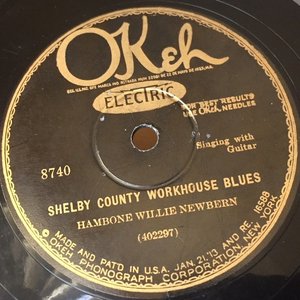 OKeh
ELECTRIC
FOR BEST RESULTS
USE OKeh NEEDLES
Singing with
Guitar
8740
SHELBY COUNTY WORKHOUSE BLUES
HAMBONE WILLIE NEWBERN
(402297)
MADE AND PAT'D IN U.S.A. JAN. 21, '13 AND RE. 16588
OKEH PHONOGRAPH CORPORATION, NEW YORK